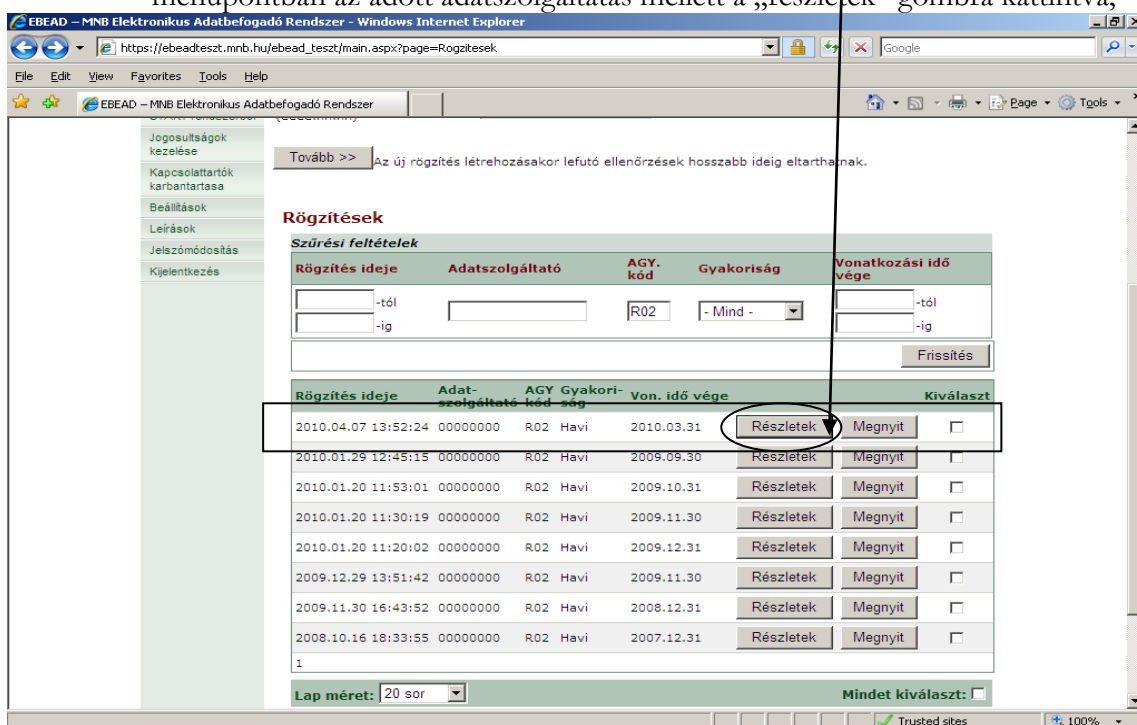 menüpontban az adott adatszolgáltatás mellett a „részletek" gombra kattintva,
EBEAD – MNB Elektronikus Adatbefogadó Rendszer - Windows Internet Explorer
https://ebeadteszt.mnb.hu/ebead_teszt/main.aspx?page=Rogzitesek
Google
File Edit View Favorites Tools Help
EBEAD – MNB Elektronikus Adatbefogadó Rendszer
Page Tools
Jogosultságok
kezelése
Kapcsolattartók
karbantartasa
Beállítások
Leírások
Jelszómódosítás
Kijelentkezés
Tovább >> Az új rögzítés létrehozásakor lefutó ellenőrzések hosszabb ideig eltarthatnak.
Rögzítések
Szűrési feltételek
Rögzítés ideje Adatszolgáltató AGY. kód Gyakoriság Vonatkozási idő vége
-tól R02 - Mind - -tól
-ig -ig
Frissítés
Rögzítés ideje Adat-szolgáltató AGY kód Gyakori-ság Von. idő vége Kiválaszt
2010.04.07 13:52:24 00000000 R02 Havi 2010.03.31 Részletek Megnyit
2010.01.29 12:45:15 00000000 R02 Havi 2009.09.30 Részletek Megnyit
2010.01.20 11:53:01 00000000 R02 Havi 2009.10.31 Részletek Megnyit
2010.01.20 11:30:19 00000000 R02 Havi 2009.11.30 Részletek Megnyit
2010.01.20 11:20:02 00000000 R02 Havi 2009.12.31 Részletek Megnyit
2009.12.29 13:51:42 00000000 R02 Havi 2009.11.30 Részletek Megnyit
2009.11.30 16:43:52 00000000 R02 Havi 2008.12.31 Részletek Megnyit
2008.10.16 18:33:55 00000000 R02 Havi 2007.12.31 Részletek Megnyit
1
Lap méret: 20 sor Mindet kiválaszt:
Trusted sites 100%